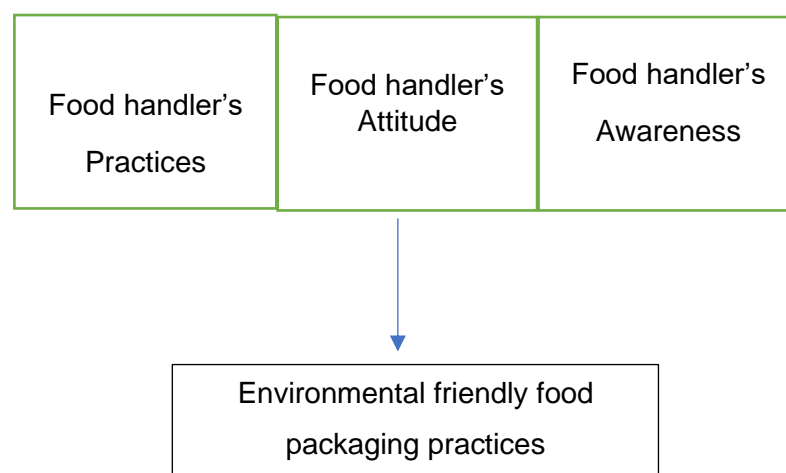 Food handler's
Practices
Food handler's
Attitude
Food handler's
Awareness
Environmental friendly food
packaging practices